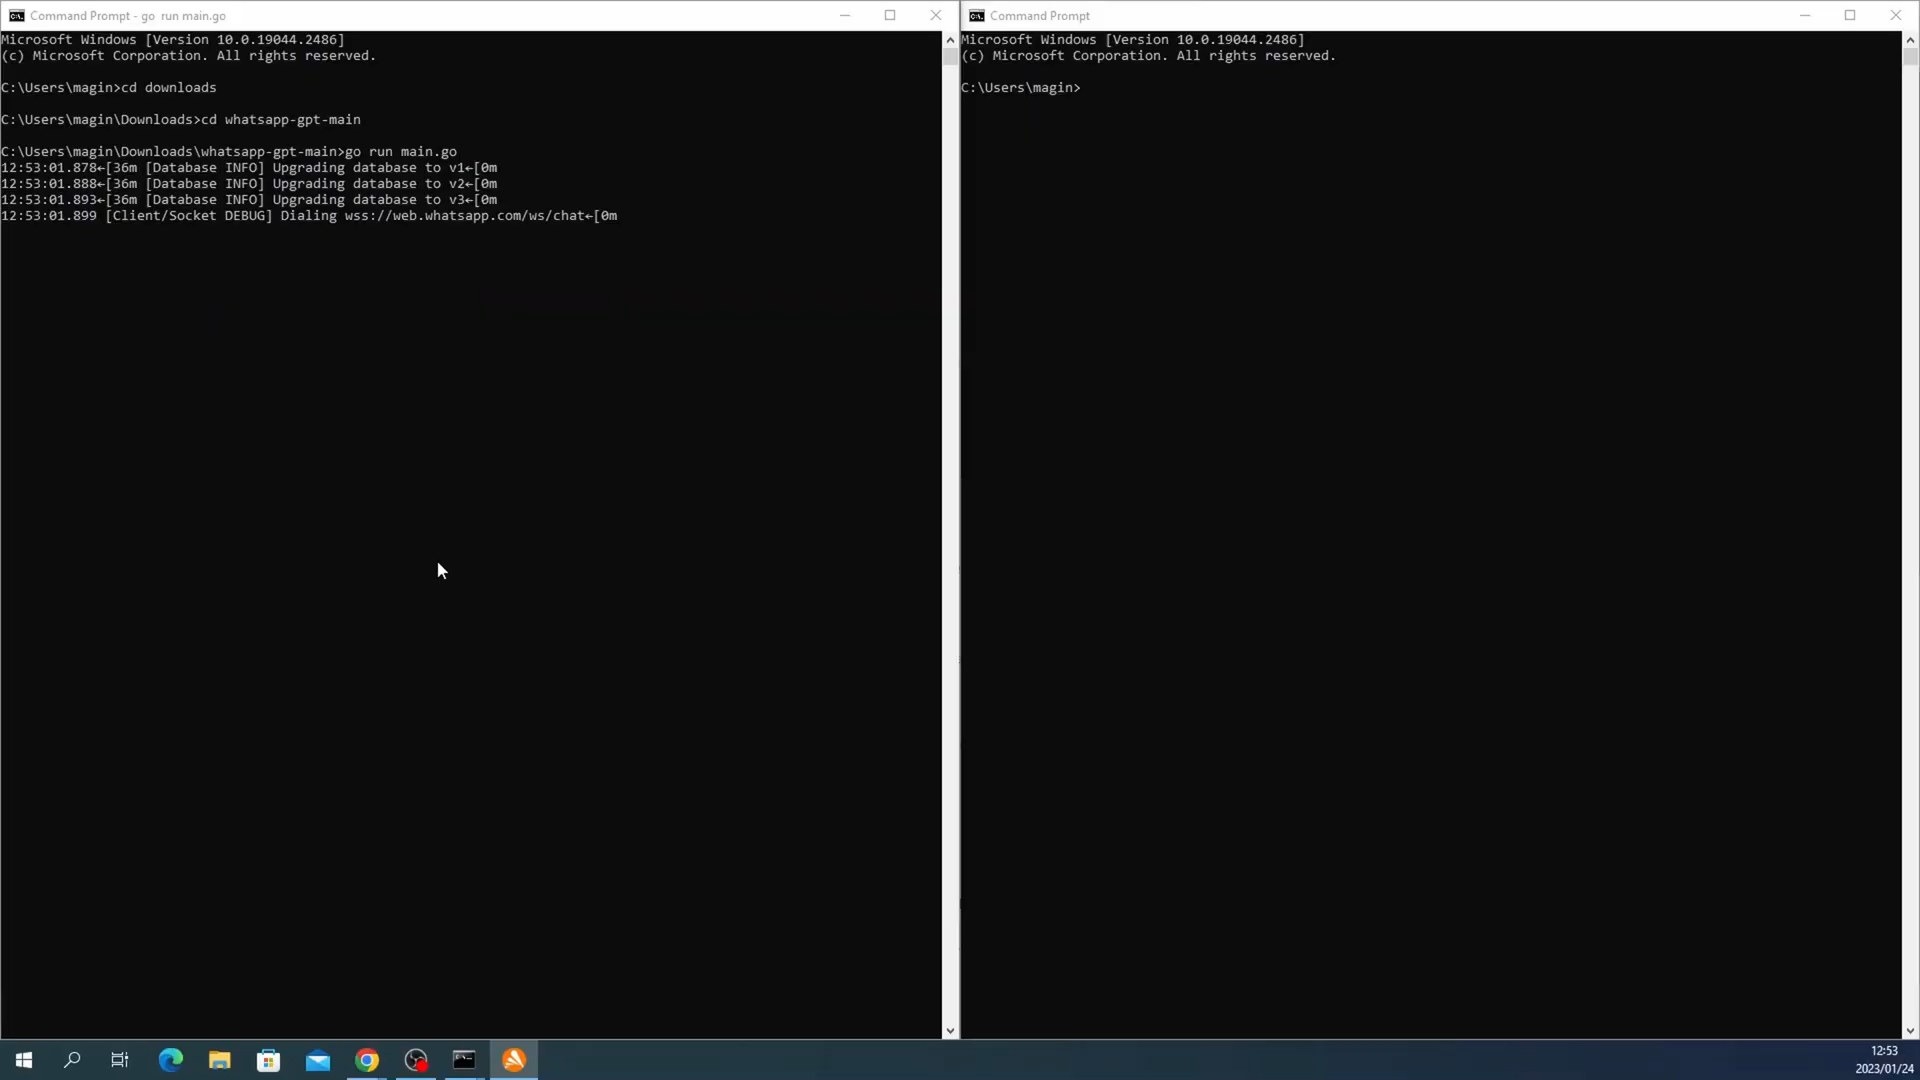 Command Prompt - go  run main.go
Microsoft Windows [Version 10.0.19044.2486]
(c) Microsoft Corporation. All rights reserved.
C:\Users\magin>cd downloads
C:\Users\magin\Downloads>cd whatsapp-gpt-main
C:\Users\magin\Downloads\whatsapp-gpt-main>go run main.go
12:53:01.878←[36m [Database INFO] Upgrading database to v1←[0m
12:53:01.888←[36m [Database INFO] Upgrading database to v2←[0m
12:53:01.893←[36m [Database INFO] Upgrading database to v3←[0m
12:53:01.899 [Client/Socket DEBUG] Dialing wss://web.whatsapp.com/ws/chat←[0m
Command Prompt
Microsoft Windows [Version 10.0.19044.2486]
(c) Microsoft Corporation. All rights reserved.
C:\Users\magin>
12:53
2023/01/24